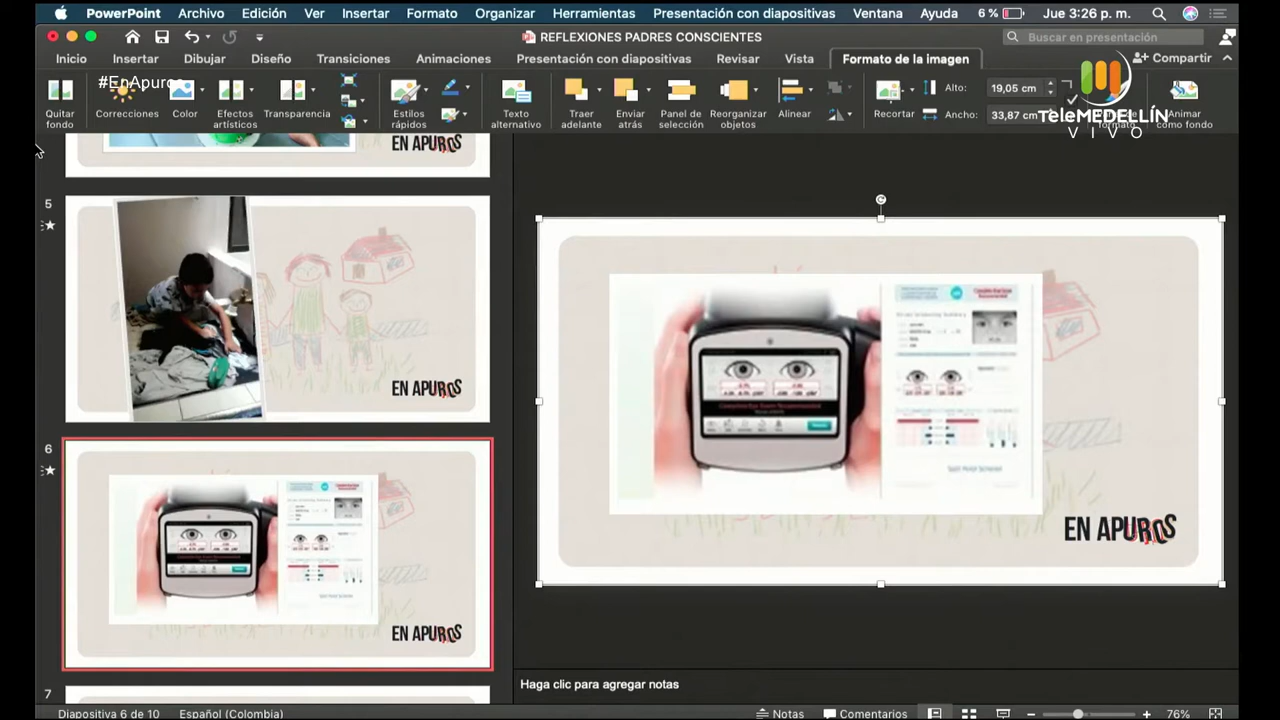 PowerPoint Archivo Edición Ver Insertar Formato Organizar Herramientas Presentación con diapositivas Ventana Ayuda 6 % Jue 3:26 p. m.
REFLEXIONES PADRES CONSCIENTES
Buscar en presentación
Inicio Insertar Dibujar Diseño Transiciones Animaciones Presentación con diapositivas Revisar Vista Formato de la imagen Compartir
#EnApuros
Quitar fondo
Correcciones
Color
Efectos artísticos
Transparencia
Estilos rápidos
Texto alternativo
Traer adelante
Enviar atrás
Panel de selección
Reorganizar objetos
Alinear
Recortar
Alto: 19,05 cm
Ancho: 33,87 cm
Animar como fondo
TeleMEDELLÍN
VIVO
EN APUROS
5
EN APUROS
6
EN APUROS
7
EN APUROS
Haga clic para agregar notas
Diapositiva 6 de 10 Español (Colombia) Notas Comentarios 76%